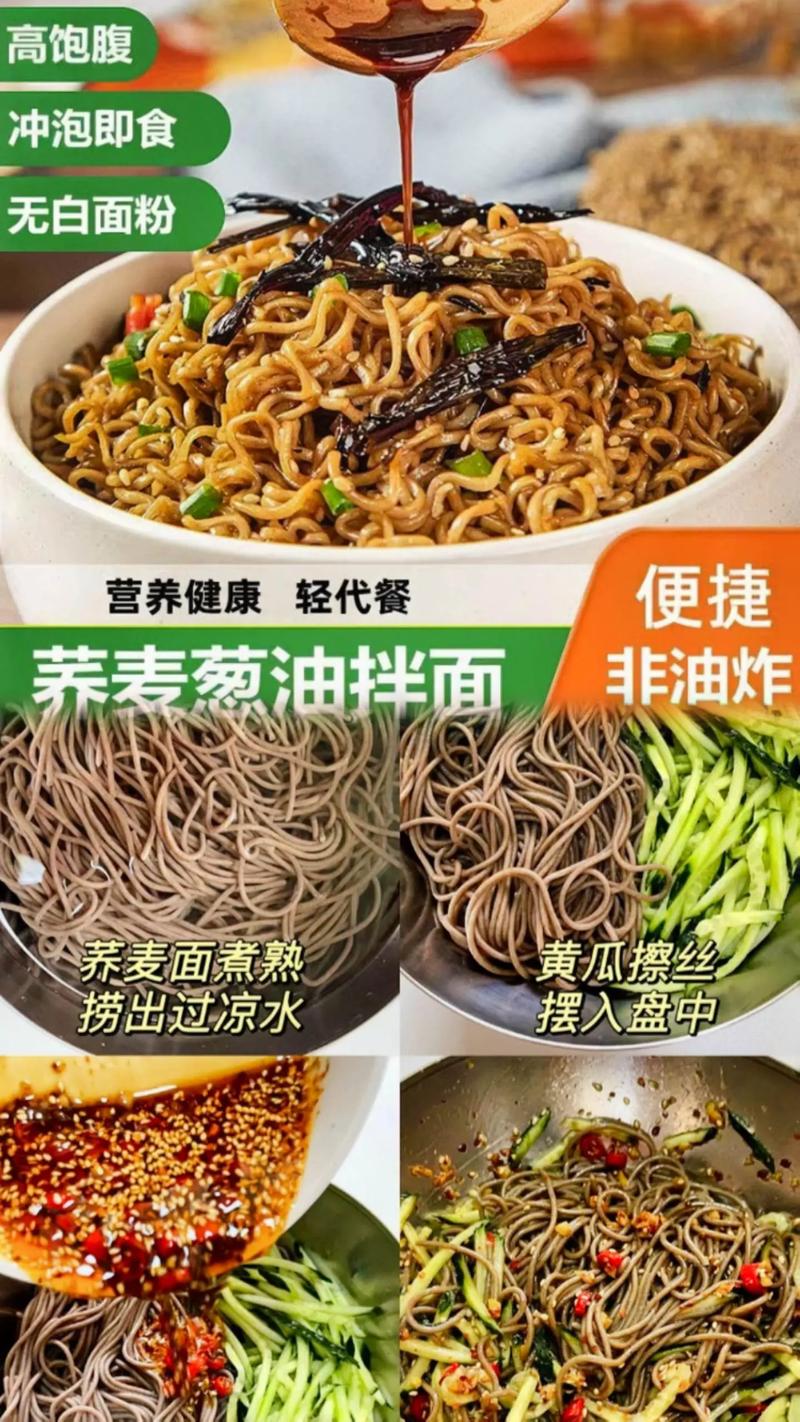 高饱腹
冲泡即食
无白面粉
营养健康 轻代餐
便捷
非油炸
荞麦葱油拌面
荞麦面煮熟
捞出过凉水
黄瓜擦丝
摆入盘中